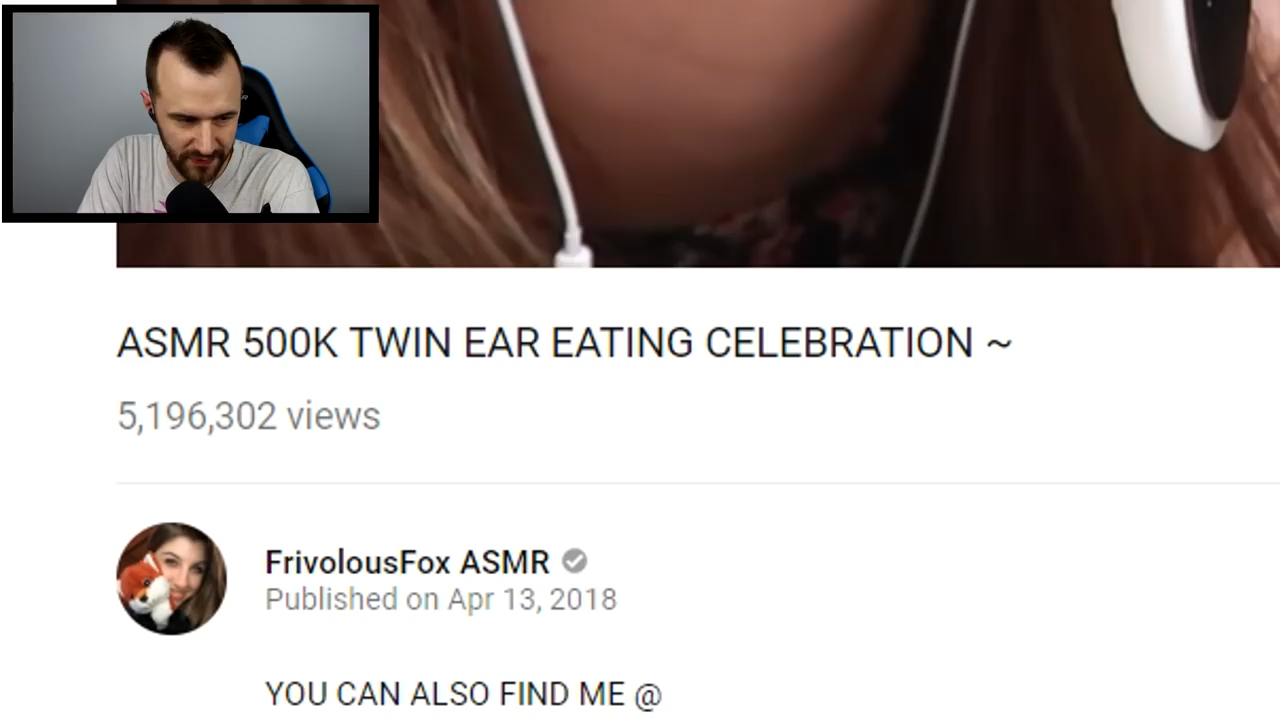 ASMR 500K TWIN EAR EATING CELEBRATION ~
5,196,302 views
FrivolousFox ASMR
Published on Apr 13, 2018
YOU CAN ALSO FIND ME @